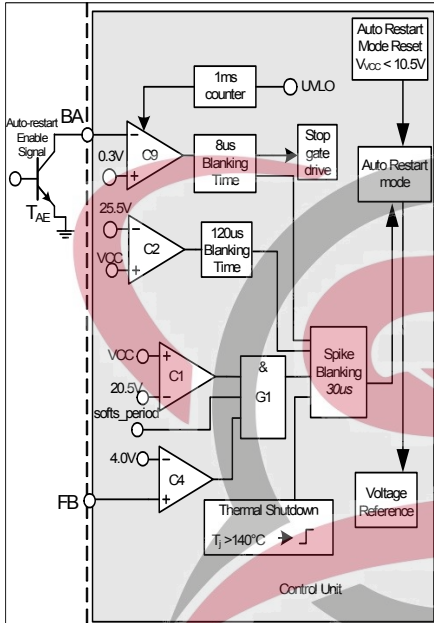 Auto Restart
Mode Reset
VVCC < 10.5V
1ms
counter
UVLO
BA
Auto-restart
Enable
Signal
0.3V
C9
8us
Blanking
Time
Stop
gate
drive
Auto Restart
mode
TAE
25.5V
C2
120us
Blanking
Time
VCC
VCC
C1
20.5V
softs_period
&
G1
Spike
Blanking
30us
4.0V
C4
FB
Thermal Shutdown
Tj >140°C
Voltage
Reference
Control Unit